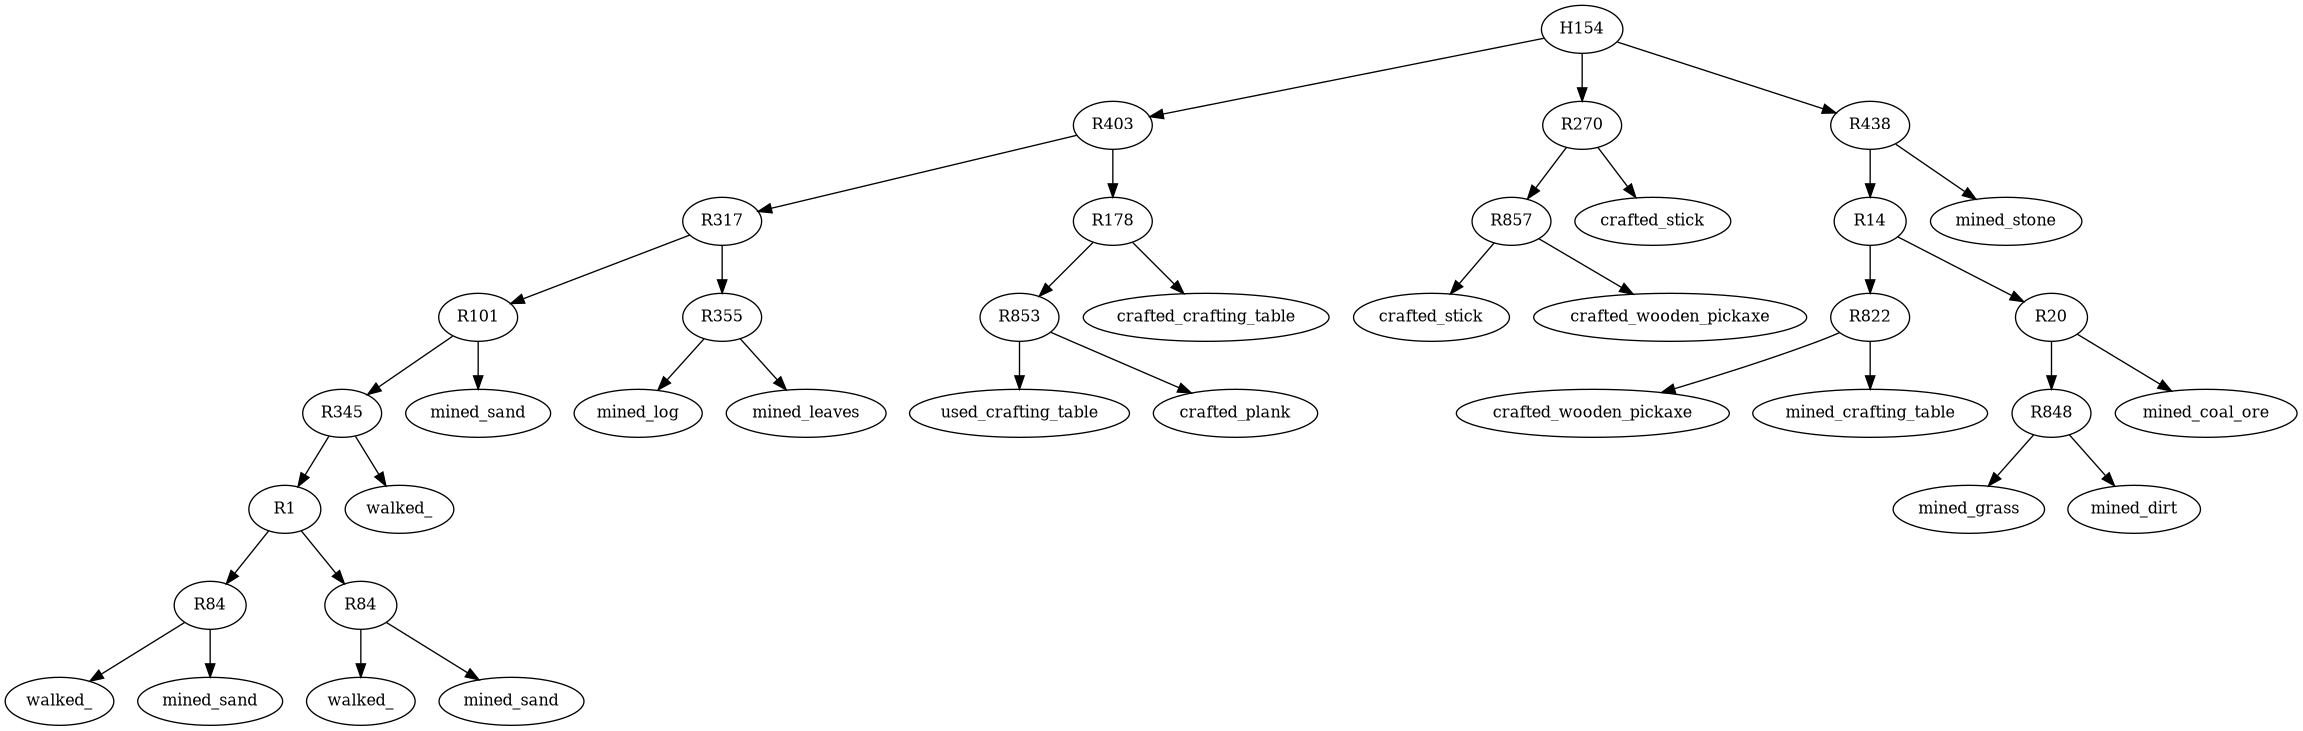 H154
R403
R270
R438
R317
R178
R857
crafted_stick
R14
mined_stone
R101
R355
R853
crafted_crafting_table
crafted_stick
crafted_wooden_pickaxe
R822
R20
R345
mined_sand
mined_log
mined_leaves
used_crafting_table
crafted_plank
crafted_wooden_pickaxe
mined_crafting_table
R848
mined_coal_ore
R1
walked_
mined_grass
mined_dirt
R84
R84
walked_
mined_sand
walked_
mined_sand